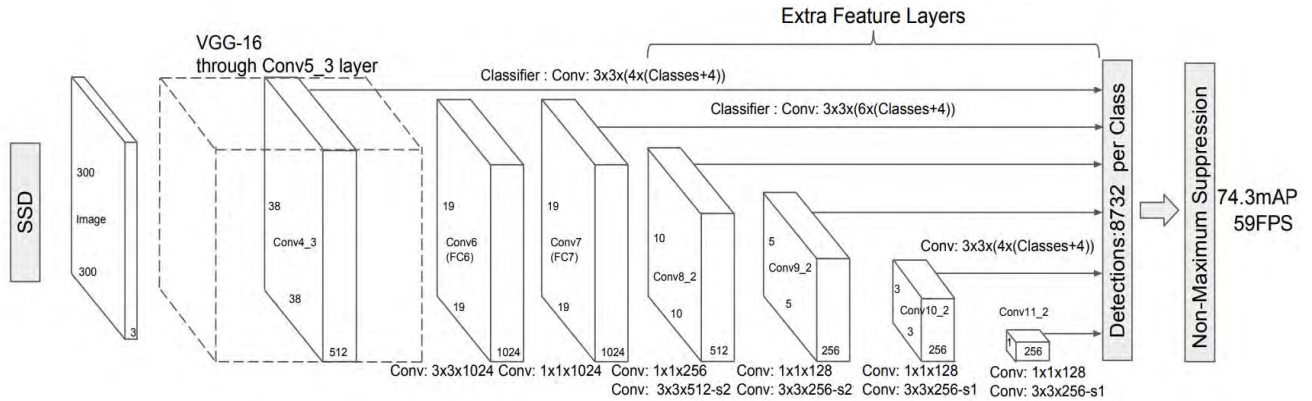 Extra Feature Layers
VGG-16
through Conv5_3 layer
Classifier : Conv: 3x3x(4x(Classes+4))
Classifier : Conv: 3x3x(6x(Classes+4))
SSD
300
Image
300
3
38
Conv4_3
38
512
19
Conv6
(FC6)
19
1024
19
Conv7
(FC7)
19
1024
10
Conv8_2
10
512
5
Conv9_2
5
256
Conv: 3x3x(4x(Classes+4))
3
Conv10_2
3
256
Conv11_2
1
256
Detections:8732 per Class
Non-Maximum Suppression
74.3mAP
59FPS
Conv: 3x3x1024
Conv: 1x1x1024
Conv: 1x1x256
Conv: 3x3x512-s2
Conv: 1x1x128
Conv: 3x3x256-s2
Conv: 1x1x128
Conv: 3x3x256-s1
Conv: 1x1x128
Conv: 3x3x256-s1